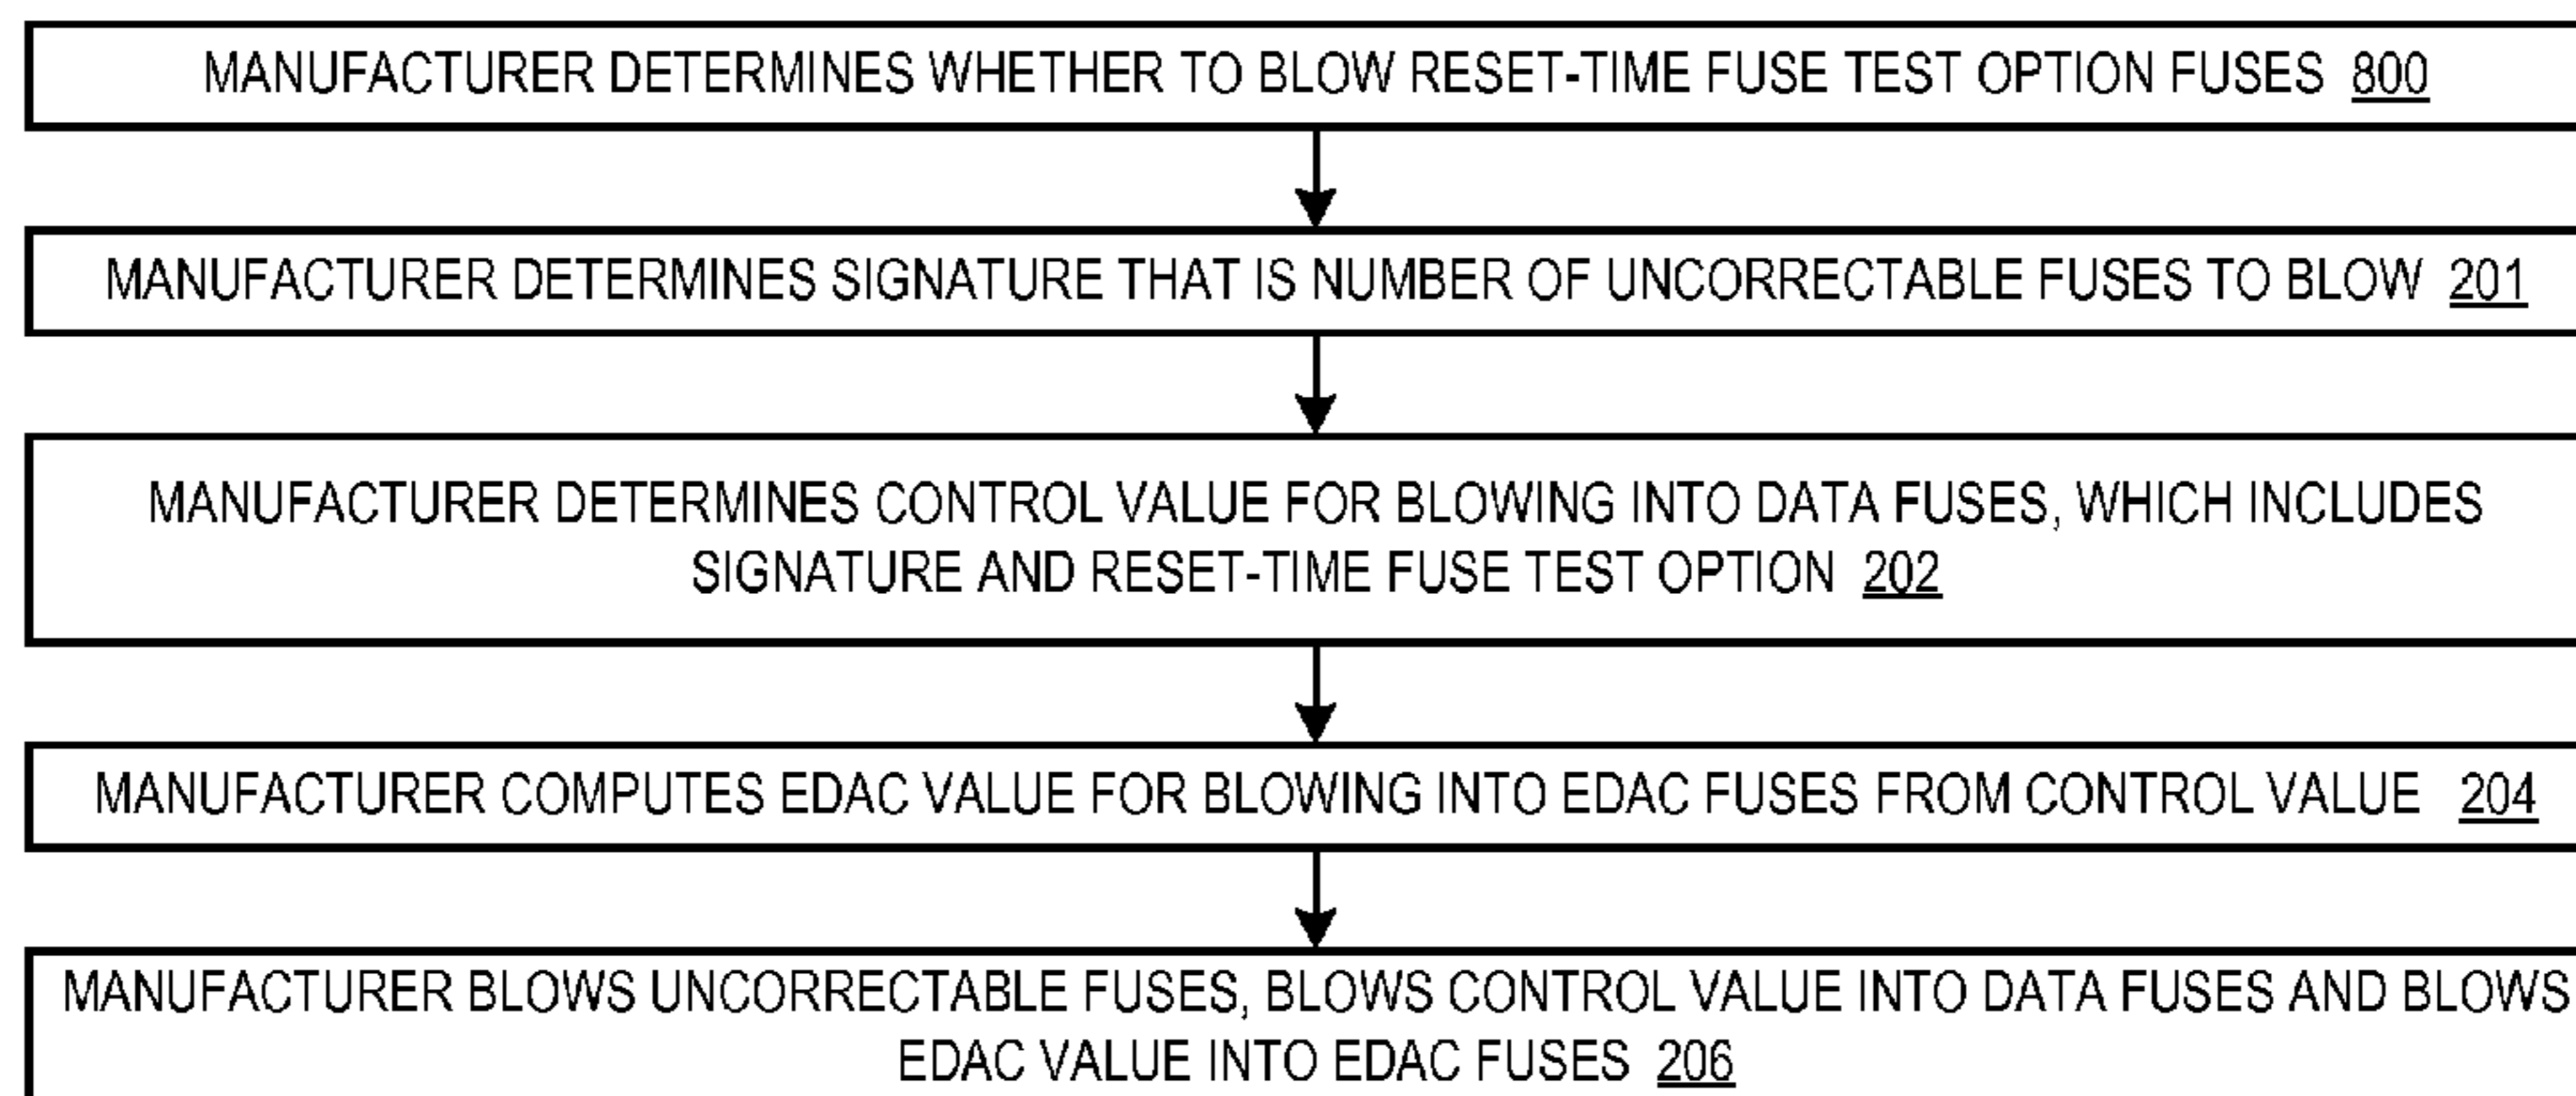 MANUFACTURER DETERMINES WHETHER TO BLOW RESET-TIME FUSE TEST OPTION FUSES 800
MANUFACTURER DETERMINES SIGNATURE THAT IS NUMBER OF UNCORRECTABLE FUSES TO BLOW 201
MANUFACTURER DETERMINES CONTROL VALUE FOR BLOWING INTO DATA FUSES, WHICH INCLUDES
SIGNATURE AND RESET-TIME FUSE TEST OPTION 202
MANUFACTURER COMPUTES EDAC VALUE FOR BLOWING INTO EDAC FUSES FROM CONTROL VALUE 204
MANUFACTURER BLOWS UNCORRECTABLE FUSES, BLOWS CONTROL VALUE INTO DATA FUSES AND BLOWS
EDAC VALUE INTO EDAC FUSES 206